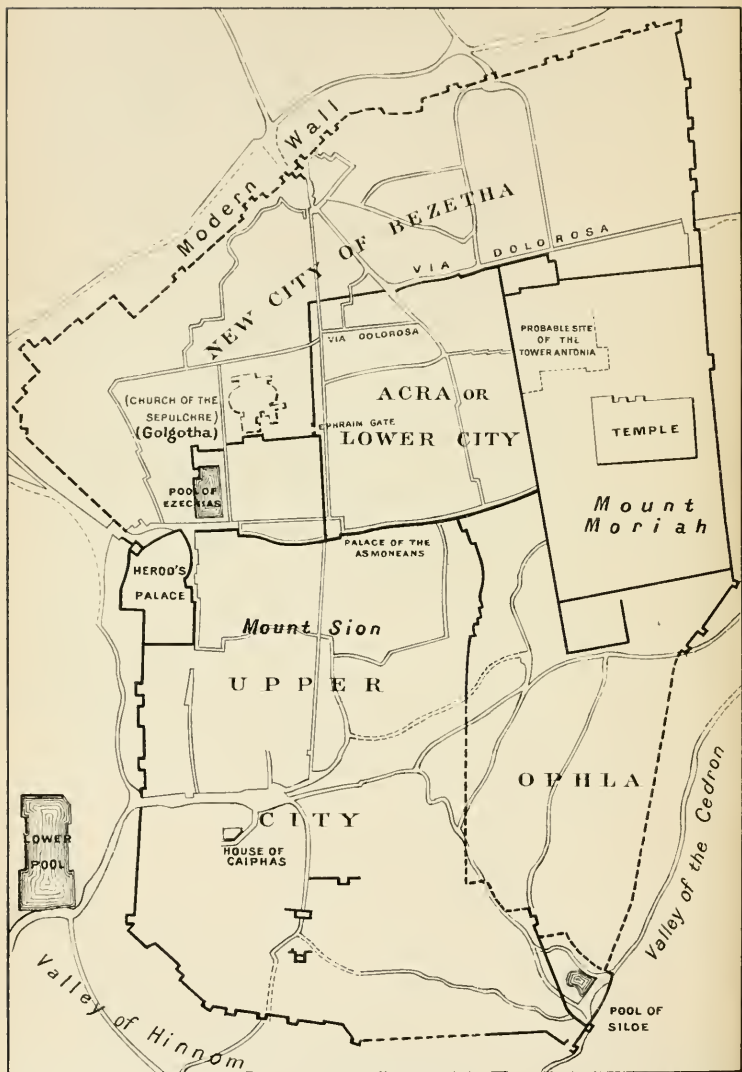 Modern Wall
NEW CITY OF BEZETHA
VIA DOLOROSA
VIA DOLOROSA
PROBABLE SITE
OF THE
TOWER ANTONIA
(CHURCH OF THE
SEPULCHRE)
(Golgotha)
ACRA OR
EPHRAIM GATE
LOWER CITY
TEMPLE
POOL OF
EZECHIAS
Mount
Moriah
PALACE OF THE
ASMONEANS
HEROD'S
PALACE
Mount Sion
UPPER
OPHLA
CITY
LOWER
POOL
HOUSE OF
CAIPHAS
Valley of the Cedron
Valley of Hinnom
POOL OF
SILOE